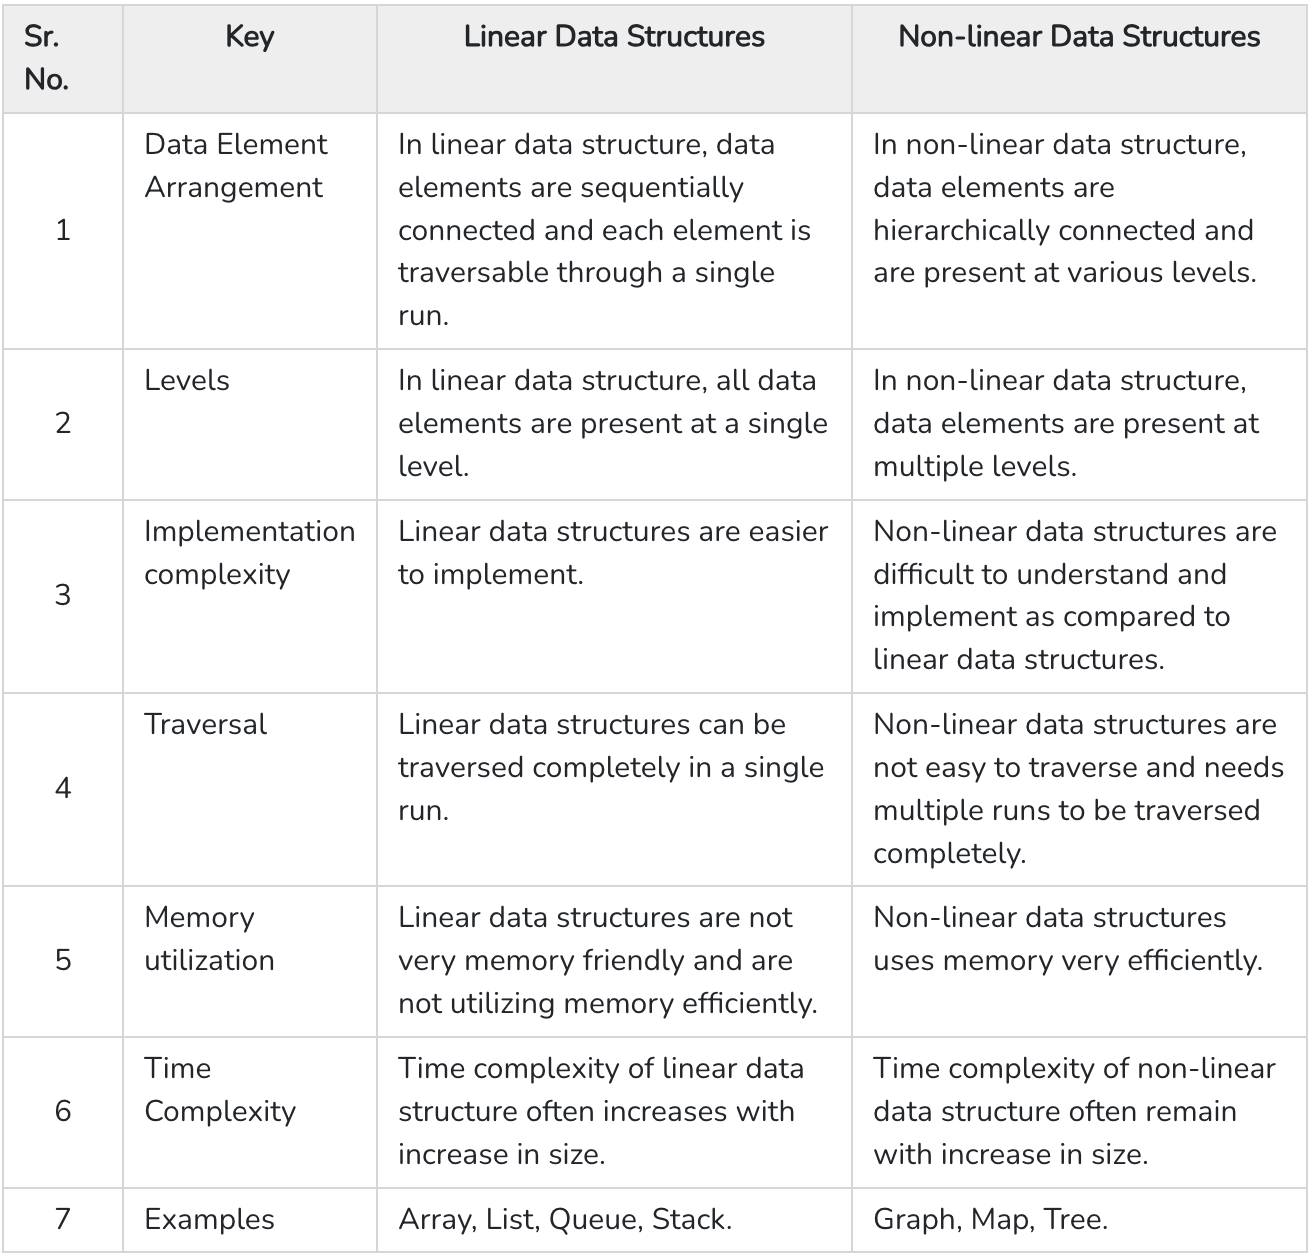 Sr. No.
Key
Linear Data Structures
Non-linear Data Structures
1
Data Element
Arrangement
In linear data structure, data
elements are sequentially
connected and each element is
traversable through a single
run.
In non-linear data structure,
data elements are
hierarchically connected and
are present at various levels.
2
Levels
In linear data structure, all data
elements are present at a single
level.
In non-linear data structure,
data elements are present at
multiple levels.
3
Implementation
complexity
Linear data structures are easier
to implement.
Non-linear data structures are
difficult to understand and
implement as compared to
linear data structures.
4
Traversal
Linear data structures can be
traversed completely in a single
run.
Non-linear data structures are
not easy to traverse and needs
multiple runs to be traversed
completely.
5
Memory
utilization
Linear data structures are not
very memory friendly and are
not utilizing memory efficiently.
Non-linear data structures
uses memory very efficiently.
6
Time
Complexity
Time complexity of linear data
structure often increases with
increase in size.
Time complexity of non-linear
data structure often remain
with increase in size.
7
Examples
Array, List, Queue, Stack.
Graph, Map, Tree.